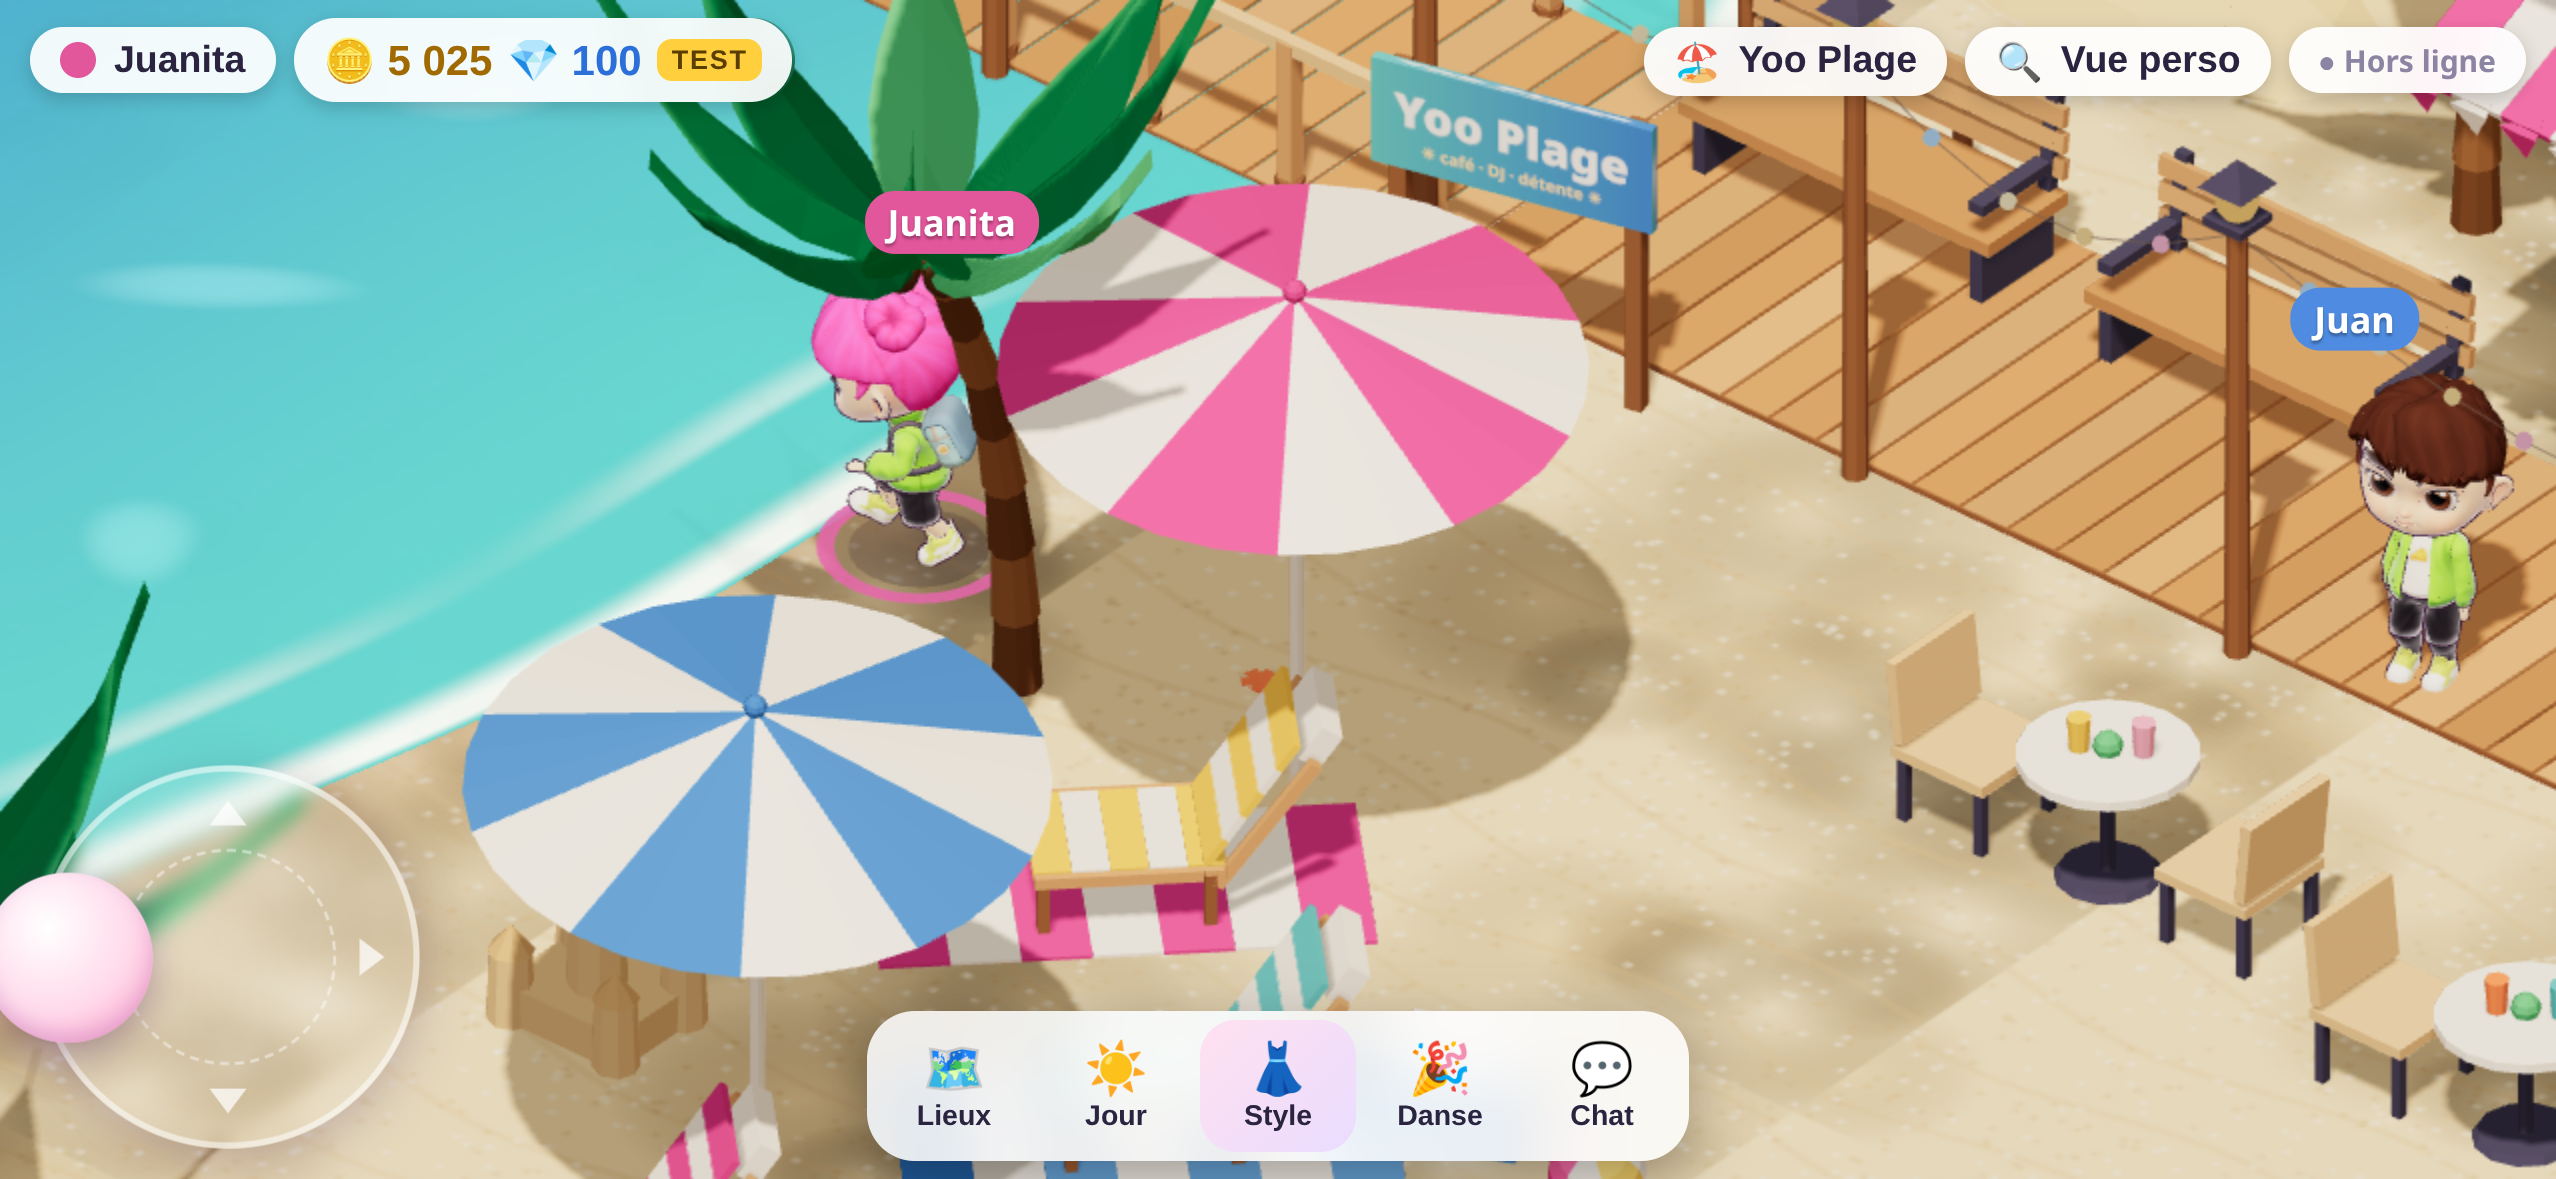 Juanita
5 025 100 TEST
Yoo Plage
Vue perso
● Hors ligne
Yoo Plage
☀ café - DJ - détente ☀
Juanita
Juan
Lieux
Jour
Style
Danse
Chat